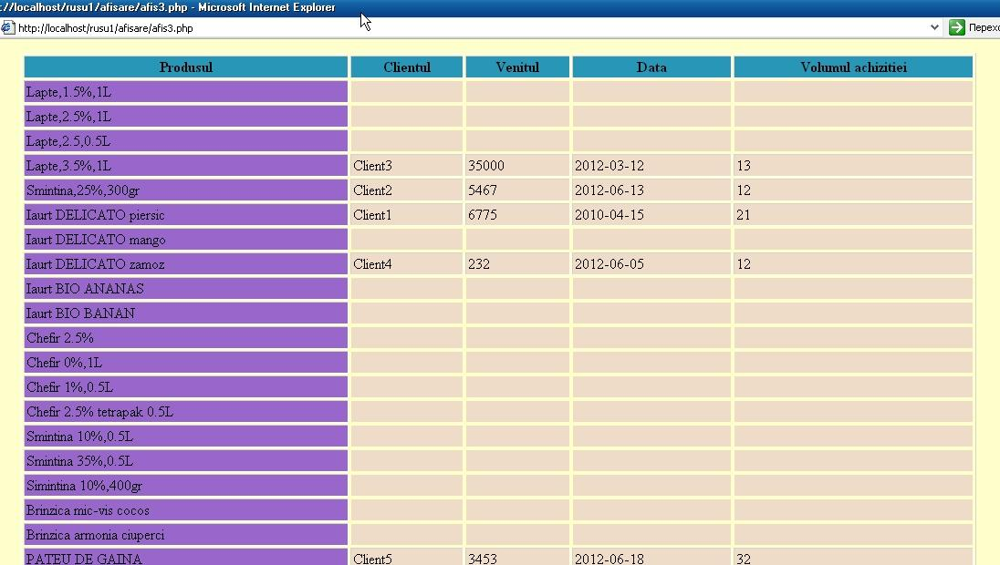 ://localhost/rusu1/afisare/afis3.php - Microsoft Internet Explorer
http://localhost/rusu1/afisare/afis3.php Перехо
Produsul Clientul Venitul Data Volumul achizitiei
Lapte,1.5%,1L
Lapte,2.5%,1L
Lapte,2.5,0.5L
Lapte,3.5%,1L Client3 35000 2012-03-12 13
Smintina,25%,300gr Client2 5467 2012-06-13 12
Iaurt DELICATO piersic Client1 6775 2010-04-15 21
Iaurt DELICATO mango
Iaurt DELICATO zamoz Client4 232 2012-06-05 12
Iaurt BIO ANANAS
Iaurt BIO BANAN
Chefir 2.5%
Chefir 0%,1L
Chefir 1%,0.5L
Chefir 2.5% tetrapak 0.5L
Smintina 10%,0.5L
Smintina 35%,0.5L
Simintina 10%,400gr
Brinzica mic-vis cocos
Brinzica armonia ciuperci
PATEU DE GAINA Client5 3453 2012-06-18 32